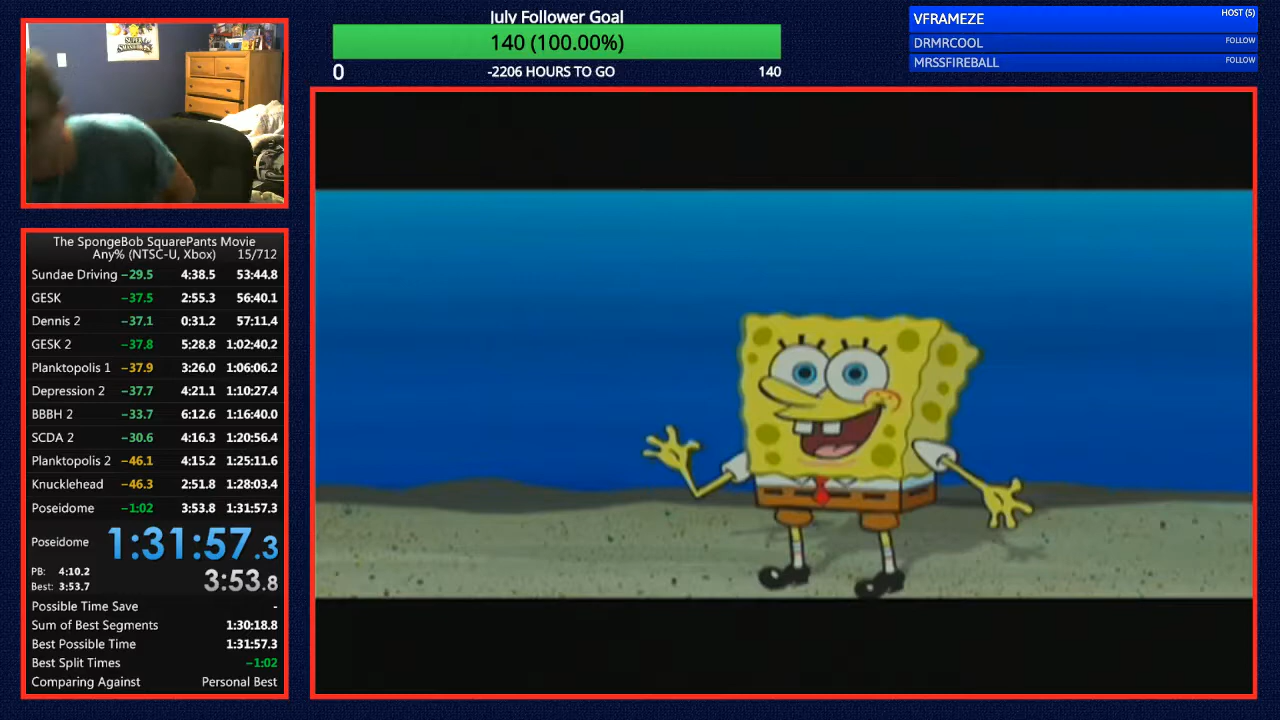 July Follower Goal
140 (100.00%)
0 -2206 HOURS TO GO 140
VFRAMEZE HOST (5)
DRMRCOOL FOLLOW
MRSSFIREBALL FOLLOW
The SpongeBob SquarePants Movie
Any% (NTSC-U, Xbox) 15/712
Sundae Driving −29.5 4:38.5 53:44.8
GESK −37.5 2:55.3 56:40.1
Dennis 2 −37.1 0:31.2 57:11.4
GESK 2 −37.8 5:28.8 1:02:40.2
Planktopolis 1 −37.9 3:26.0 1:06:06.2
Depression 2 −37.7 4:21.1 1:10:27.4
BBBH 2 −33.7 6:12.6 1:16:40.0
SCDA 2 −30.6 4:16.3 1:20:56.4
Planktopolis 2 −46.1 4:15.2 1:25:11.6
Knucklehead −46.3 2:51.8 1:28:03.4
Poseidome −1:02 3:53.8 1:31:57.3
Poseidome 1:31:57.3
PB: 4:10.2
Best: 3:53.7 3:53.8
Possible Time Save -
Sum of Best Segments 1:30:18.8
Best Possible Time 1:31:57.3
Best Split Times −1:02
Comparing Against Personal Best